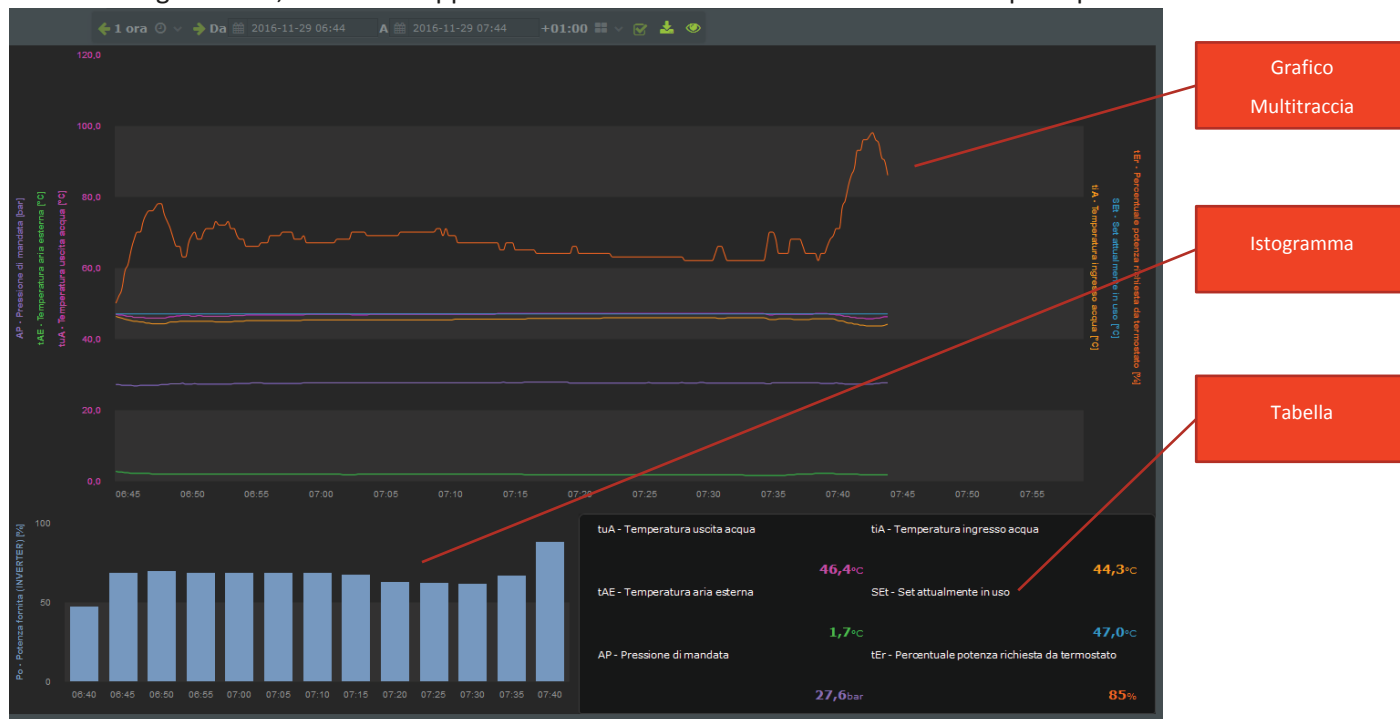 1 ora Da 2016-11-29 06:44 A 2016-11-29 07:44 +01:00
Grafico
Multitraccia
Istogramma
Tabella
120,0
100,0
80,0
60,0
40,0
20,0
0,0
AP - Pressione di mandata [bar]
tAE - Temperatura aria esterna [°C]
tuA - Temperatura uscita acqua [°C]
tiA - Temperatura ingresso acqua [°C]
SEt - Set attualmente in uso [°C]
tEr - Percentuale potenza richiesta da termostato [%]
06:45 06:50 06:55 07:00 07:05 07:10 07:15 07:20 07:25 07:30 07:35 07:40 07:45 07:50 07:55
Po - Potenza fornita (INVERTER) [%]
100
50
0
06:40 06:45 06:50 06:55 07:00 07:05 07:10 07:15 07:20 07:25 07:30 07:35 07:40
tuA - Temperatura uscita acqua
46,4°C
tiA - Temperatura ingresso acqua
44,3°C
tAE - Temperatura aria esterna
1,7°C
SEt - Set attualmente in uso
47,0°C
AP - Pressione di mandata
27,6bar
tEr - Percentuale potenza richiesta da termostato
85%